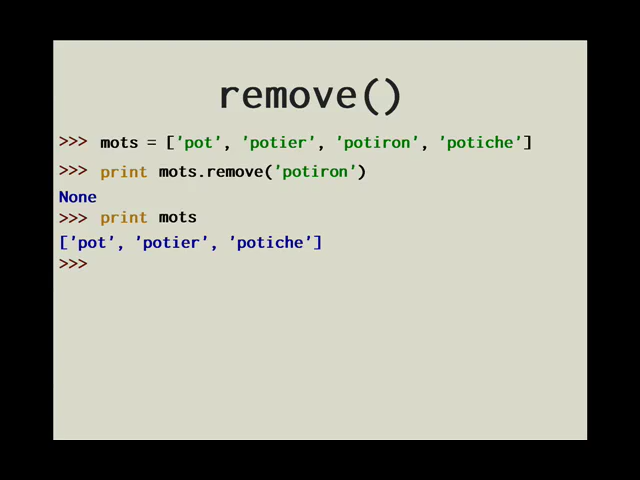 remove()
>>> mots = ['pot', 'potier', 'potiron', 'potiche']
>>> print mots.remove('potiron')
None
>>> print mots
['pot', 'potier', 'potiche']
>>>